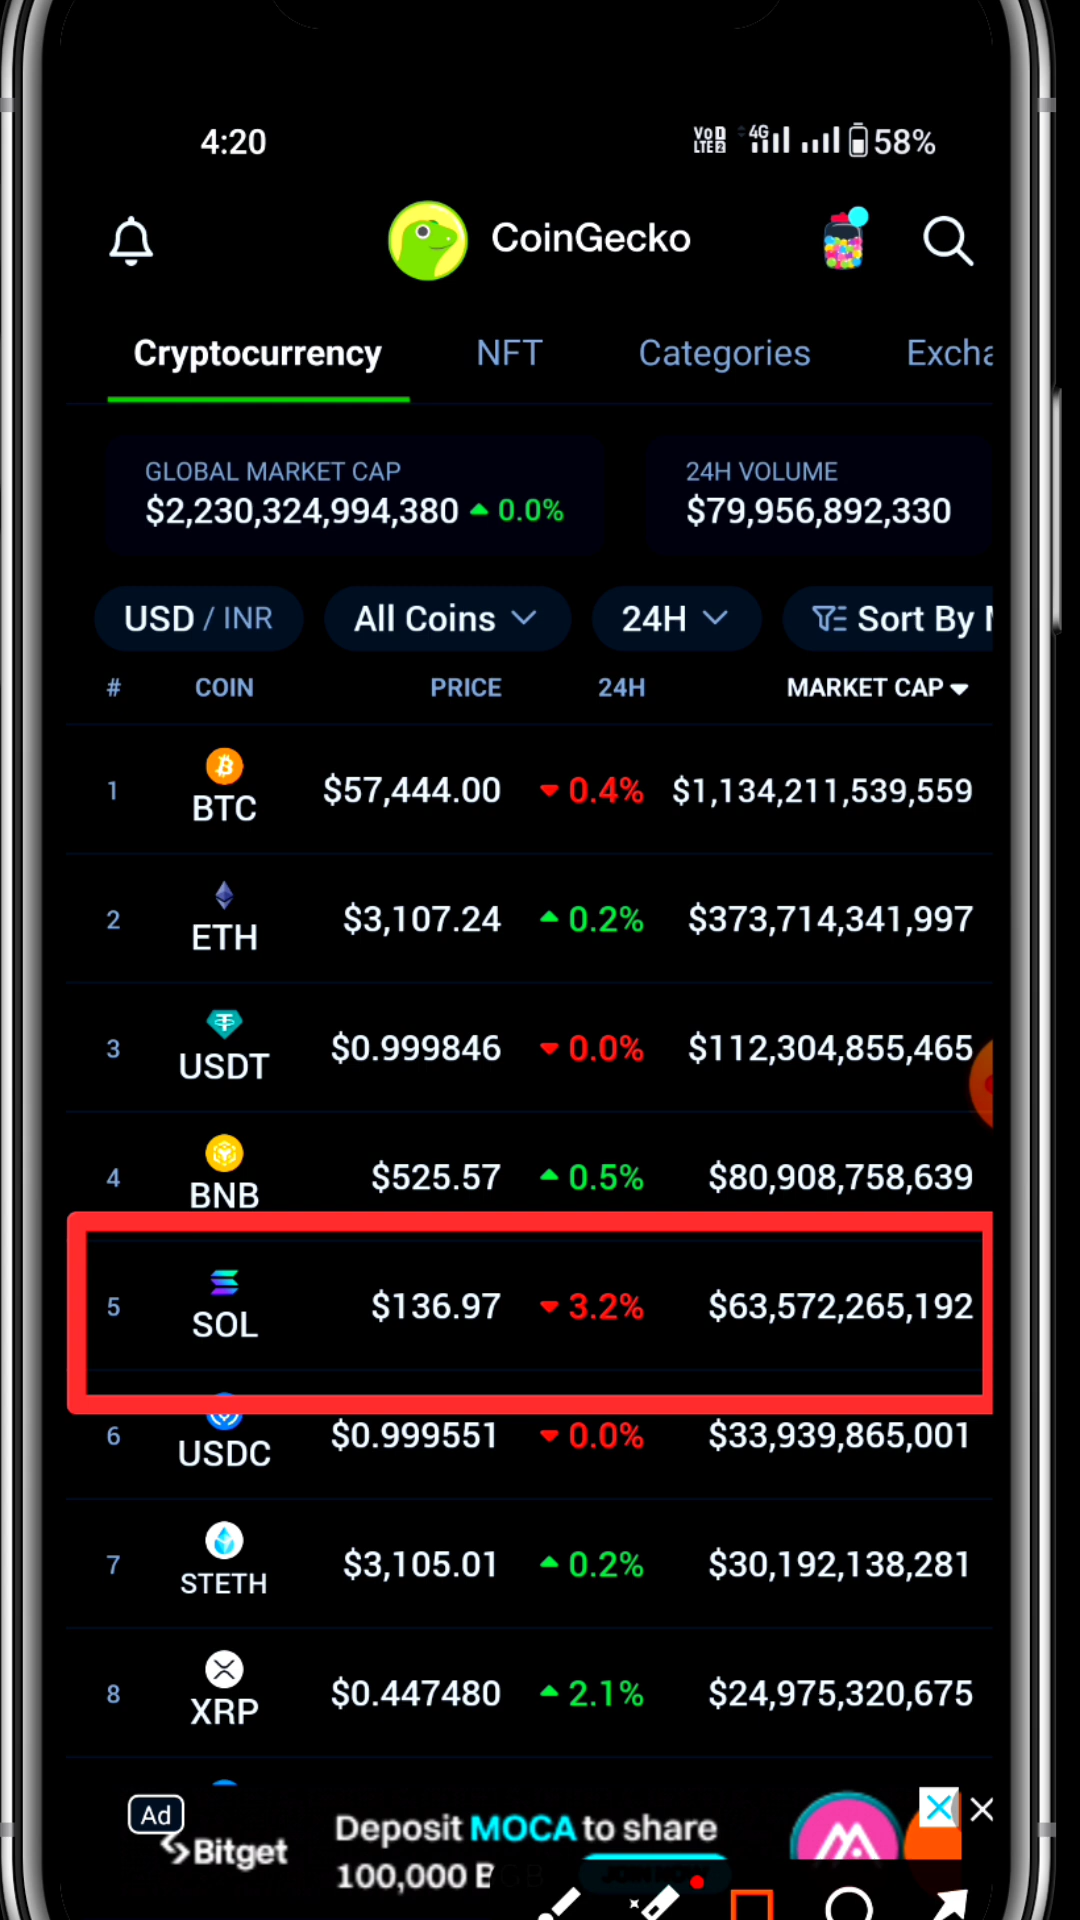 4:20
Vo 1 LTE 2 4G 58%
CoinGecko
Cryptocurrency NFT Categories Excha
GLOBAL MARKET CAP 24H VOLUME
$2,230,324,994,380 0.0% $79,956,892,330
USD / INR All Coins 24H Sort By
# COIN PRICE 24H MARKET CAP
1 BTC $57,444.00 0.4% $1,134,211,539,559
2 ETH $3,107.24 0.2% $373,714,341,997
3 USDT $0.999846 0.0% $112,304,855,465
4 BNB $525.57 0.5% $80,908,758,639
5 SOL $136.97 3.2% $63,572,265,192
6 USDC $0.999551 0.0% $33,939,865,001
7 STETH $3,105.01 0.2% $30,192,138,281
8 XRP $0.447480 2.1% $24,975,320,675
Ad
Bitget
Deposit MOCA to share
100,000